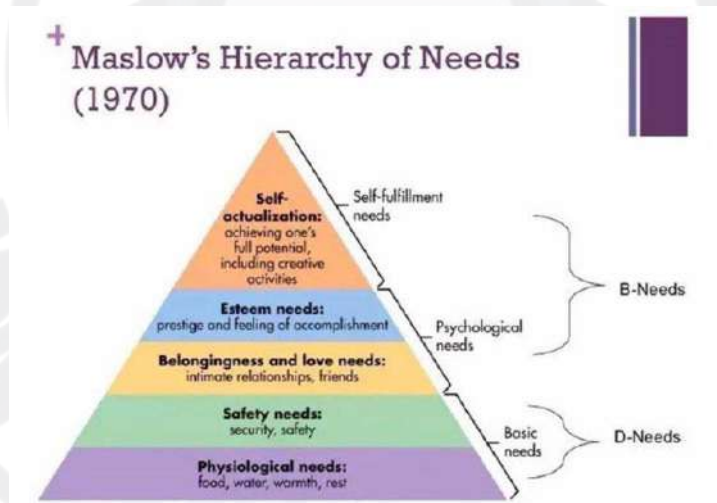 +
Maslow's Hierarchy of Needs
(1970)
Self-
actualization:
achieving one's
full potential,
including creative
activities
Esteem needs:
prestige and feeling of accomplishment
Belongingness and love needs:
intimate relationships, friends
Safety needs:
security, safety
Physiological needs:
food, water, warmth, rest
Self-fulfillment
needs
Psychological
needs
Basic
needs
B-Needs
D-Needs